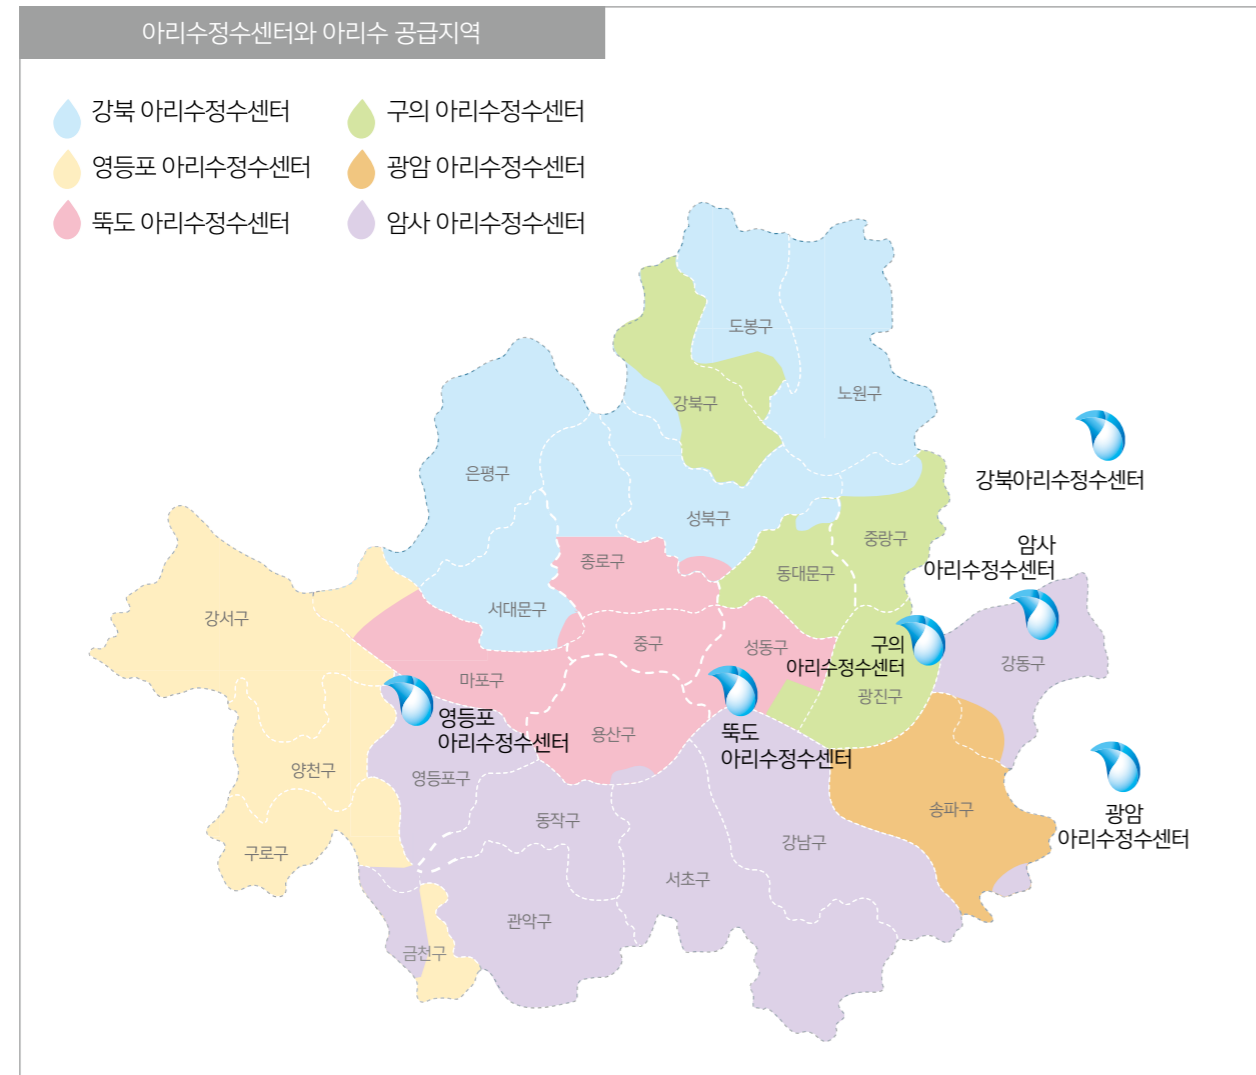 아리수정수센터와 아리수 공급지역
강북 아리수정수센터
구의 아리수정수센터
영등포 아리수정수센터
광암 아리수정수센터
뚝도 아리수정수센터
암사 아리수정수센터
도봉구
노원구
강북구
은평구
강북아리수정수센터
성북구
중랑구
암사
아리수정수센터
종로구
동대문구
서대문구
강서구
중구
성동구
구의
아리수정수센터
강동구
마포구
광진구
영등포
아리수정수센터
용산구
뚝도
아리수정수센터
양천구
영등포구
송파구
광암
아리수정수센터
동작구
강남구
구로구
서초구
관악구
금천구